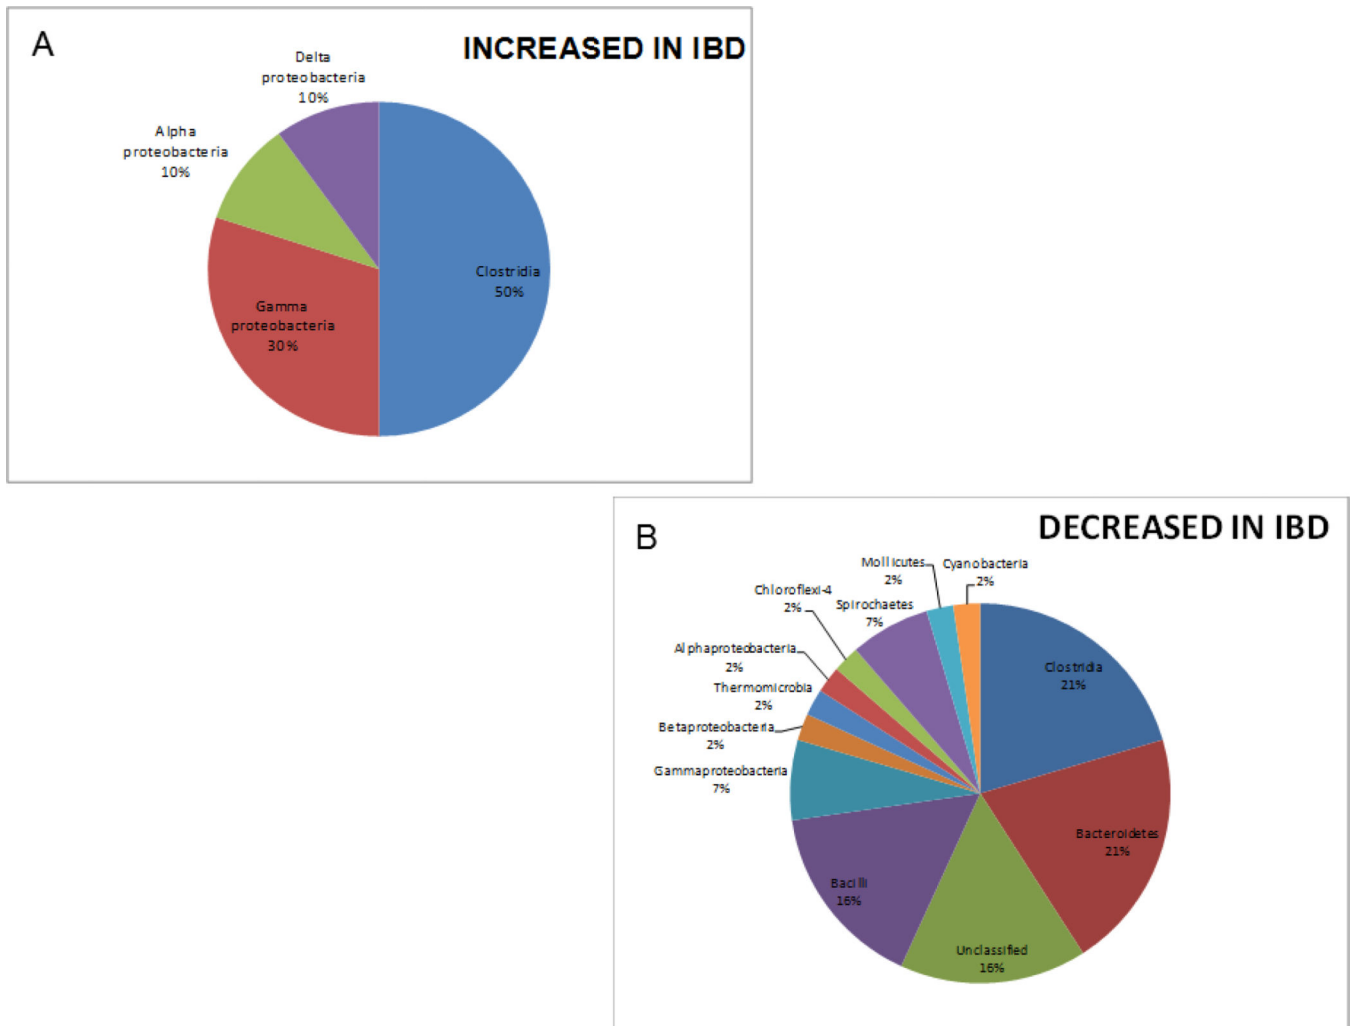 A
INCREASED IN IBD
Delta
proteobacteria
10%
Alpha
proteobacteria
10%
Clostridia
50%
Gamma
proteobacteria
30%
B
DECREASED IN IBD
Mollicutes
2%
Cyanobacteria
2%
Chloroflexi-4
2%
Spirochaetes
7%
Alphaproteobacteria
2%
Thermomicrobia
2%
Betaproteobacteria
2%
Gammaproteobacteria
7%
Clostridia
21%
Bacteroidetes
21%
Bacilli
16%
Unclassified
16%